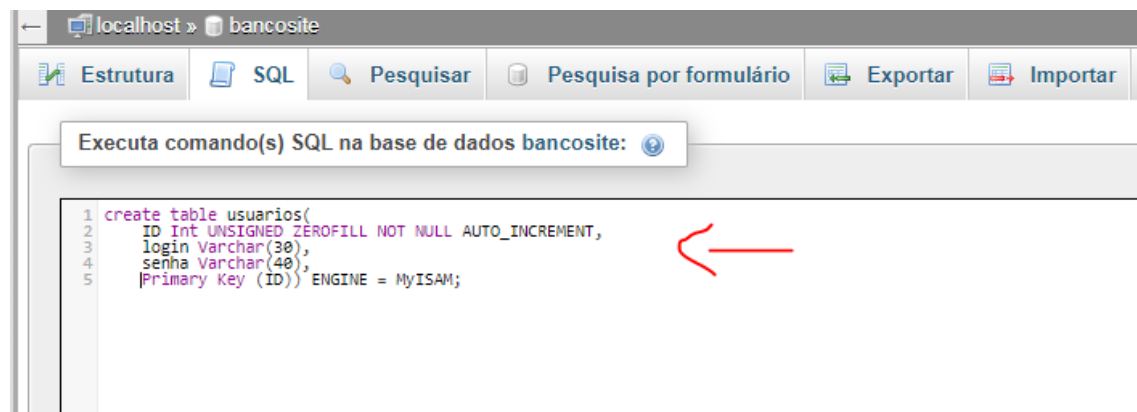 ← localhost » bancosite
Estrutura SQL Pesquisar Pesquisa por formulário Exportar Importar
Executa comando(s) SQL na base de dados bancosite:
1 create table usuarios(
2 ID Int UNSIGNED ZEROFILL NOT NULL AUTO_INCREMENT,
3 login Varchar(30),
4 senha Varchar(40),
5 Primary Key (ID)) ENGINE = MyISAM;